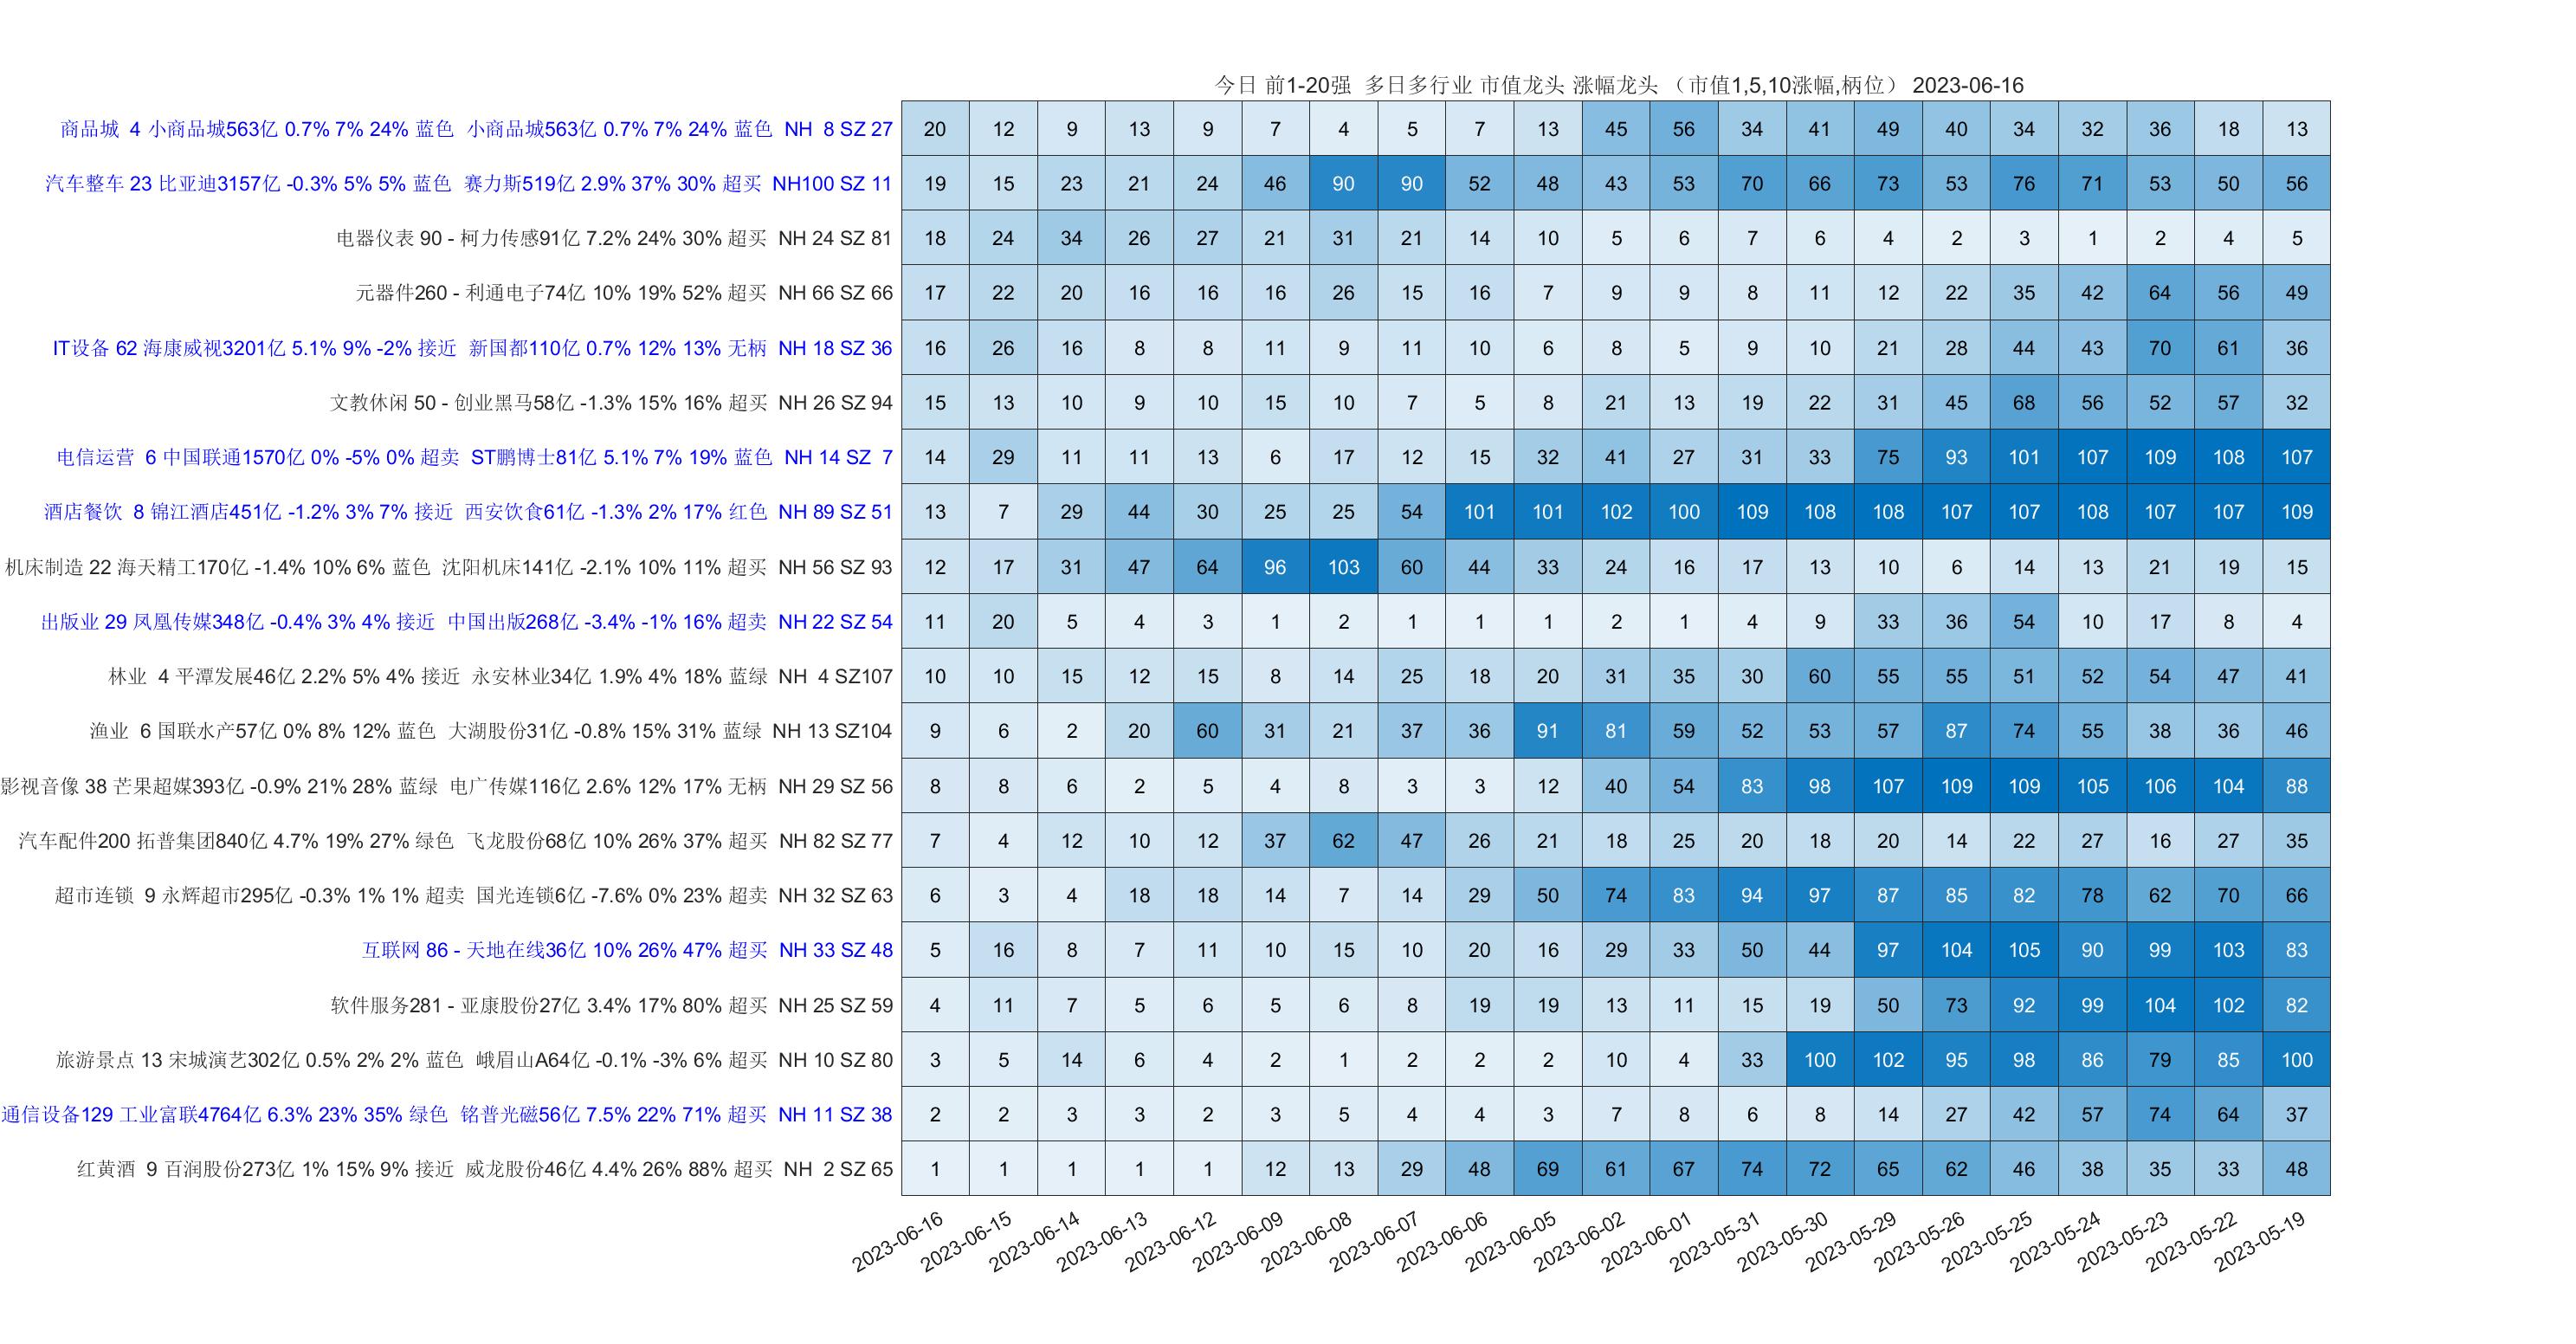 今日 前1-20强 多日多行业 市值龙头 涨幅龙头 （市值1,5,10涨幅,柄位） 2023-06-16
商品城 4 小商品城563亿 0.7% 7% 24% 蓝色 小商品城563亿 0.7% 7% 24% 蓝色 NH 8 SZ 27 20 12 9 13 9 7 4 5 7 13 45 56 34 41 49 40 34 32 36 18 13
汽车整车 23 比亚迪3157亿 -0.3% 5% 5% 蓝色 赛力斯519亿 2.9% 37% 30% 超买 NH100 SZ 11 19 15 23 21 24 46 90 90 52 48 43 53 70 66 73 53 76 71 53 50 56
电器仪表 90 - 柯力传感91亿 7.2% 24% 30% 超买 NH 24 SZ 81 18 24 34 26 27 21 31 21 14 10 5 6 7 6 4 2 3 1 2 4 5
元器件260 - 利通电子74亿 10% 19% 52% 超买 NH 66 SZ 66 17 22 20 16 16 16 26 15 16 7 9 9 8 11 12 22 35 42 64 56 49
IT设备 62 海康威视3201亿 5.1% 9% -2% 接近 新国都110亿 0.7% 12% 13% 无柄 NH 18 SZ 36 16 26 16 8 8 11 9 11 10 6 8 5 9 10 21 28 44 43 70 61 36
文教休闲 50 - 创业黑马58亿 -1.3% 15% 16% 超买 NH 26 SZ 94 15 13 10 9 10 15 10 7 5 8 21 13 19 22 31 45 68 56 52 57 32
电信运营 6 中国联通1570亿 0% -5% 0% 超卖 ST鹏博士81亿 5.1% 7% 19% 蓝色 NH 14 SZ 7 14 29 11 11 13 6 17 12 15 32 41 27 31 33 75 93 101 107 109 108 107
酒店餐饮 8 锦江酒店451亿 -1.2% 3% 7% 接近 西安饮食61亿 -1.3% 2% 17% 红色 NH 89 SZ 51 13 7 29 44 30 25 25 54 101 101 102 100 109 108 108 107 107 108 107 107 109
机床制造 22 海天精工170亿 -1.4% 10% 6% 蓝色 沈阳机床141亿 -2.1% 10% 11% 超买 NH 56 SZ 93 12 17 31 47 64 96 103 60 44 33 24 16 17 13 10 6 14 13 21 19 15
出版业 29 凤凰传媒348亿 -0.4% 3% 4% 接近 中国出版268亿 -3.4% -1% 16% 超卖 NH 22 SZ 54 11 20 5 4 3 1 2 1 1 1 2 1 4 9 33 36 54 10 17 8 4
林业 4 平潭发展46亿 2.2% 5% 4% 接近 永安林业34亿 1.9% 4% 18% 蓝绿 NH 4 SZ107 10 10 15 12 15 8 14 25 18 20 31 35 30 60 55 55 51 52 54 47 41
渔业 6 国联水产57亿 0% 8% 12% 蓝色 大湖股份31亿 -0.8% 15% 31% 蓝绿 NH 13 SZ104 9 6 2 20 60 31 21 37 36 91 81 59 52 53 57 87 74 55 38 36 46
影视音像 38 芒果超媒393亿 -0.9% 21% 28% 蓝绿 电广传媒116亿 2.6% 12% 17% 无柄 NH 29 SZ 56 8 8 6 2 5 4 8 3 3 12 40 54 83 98 107 109 109 105 106 104 88
汽车配件200 拓普集团840亿 4.7% 19% 27% 绿色 飞龙股份68亿 10% 26% 37% 超买 NH 82 SZ 77 7 4 12 10 12 37 62 47 26 21 18 25 20 18 20 14 22 27 16 27 35
超市连锁 9 永辉超市295亿 -0.3% 1% 1% 超卖 国光连锁6亿 -7.6% 0% 23% 超卖 NH 32 SZ 63 6 3 4 18 18 14 7 14 29 50 74 83 94 97 87 85 82 78 62 70 66
互联网 86 - 天地在线36亿 10% 26% 47% 超买 NH 33 SZ 48 5 16 8 7 11 10 15 10 20 16 29 33 50 44 97 104 105 90 99 103 83
软件服务281 - 亚康股份27亿 3.4% 17% 80% 超买 NH 25 SZ 59 4 11 7 5 6 5 6 8 19 19 13 11 15 19 50 73 92 99 104 102 82
旅游景点 13 宋城演艺302亿 0.5% 2% 2% 蓝色 峨眉山A64亿 -0.1% -3% 6% 超买 NH 10 SZ 80 3 5 14 6 4 2 1 2 2 2 10 4 33 100 102 95 98 86 79 85 100
通信设备129 工业富联4764亿 6.3% 23% 35% 绿色 铭普光磁56亿 7.5% 22% 71% 超买 NH 11 SZ 38 2 2 3 3 2 3 5 4 4 3 7 8 6 8 14 27 42 57 74 64 37
红黄酒 9 百润股份273亿 1% 15% 9% 接近 威龙股份46亿 4.4% 26% 88% 超买 NH 2 SZ 65 1 1 1 1 1 12 13 29 48 69 61 67 74 72 65 62 46 38 35 33 48
2023-06-16 2023-06-15 2023-06-14 2023-06-13 2023-06-12 2023-06-09 2023-06-08 2023-06-07 2023-06-06 2023-06-05 2023-06-02 2023-06-01 2023-05-31 2023-05-30 2023-05-29 2023-05-26 2023-05-25 2023-05-24 2023-05-23 2023-05-22 2023-05-19